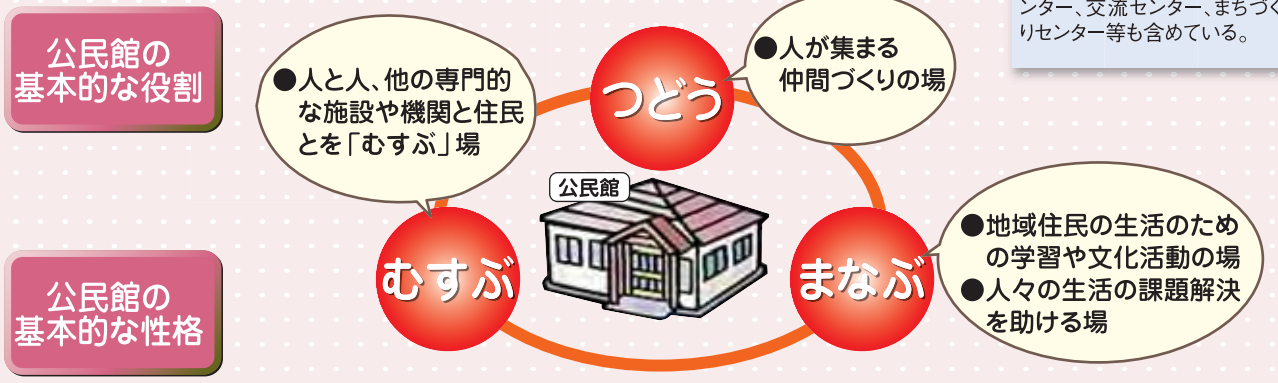 ンター、交流センター、まちづく
りセンター等も含めている。
公民館の
基本的な役割
●人と人、他の専門的
な施設や機関と住民
とを「むすぶ」場
つどう
●人が集まる
仲間づくりの場
公民館
むすぶ
まなぶ
●地域住民の生活のため
の学習や文化活動の場
●人々の生活の課題解決
を助ける場
公民館の
基本的な性格